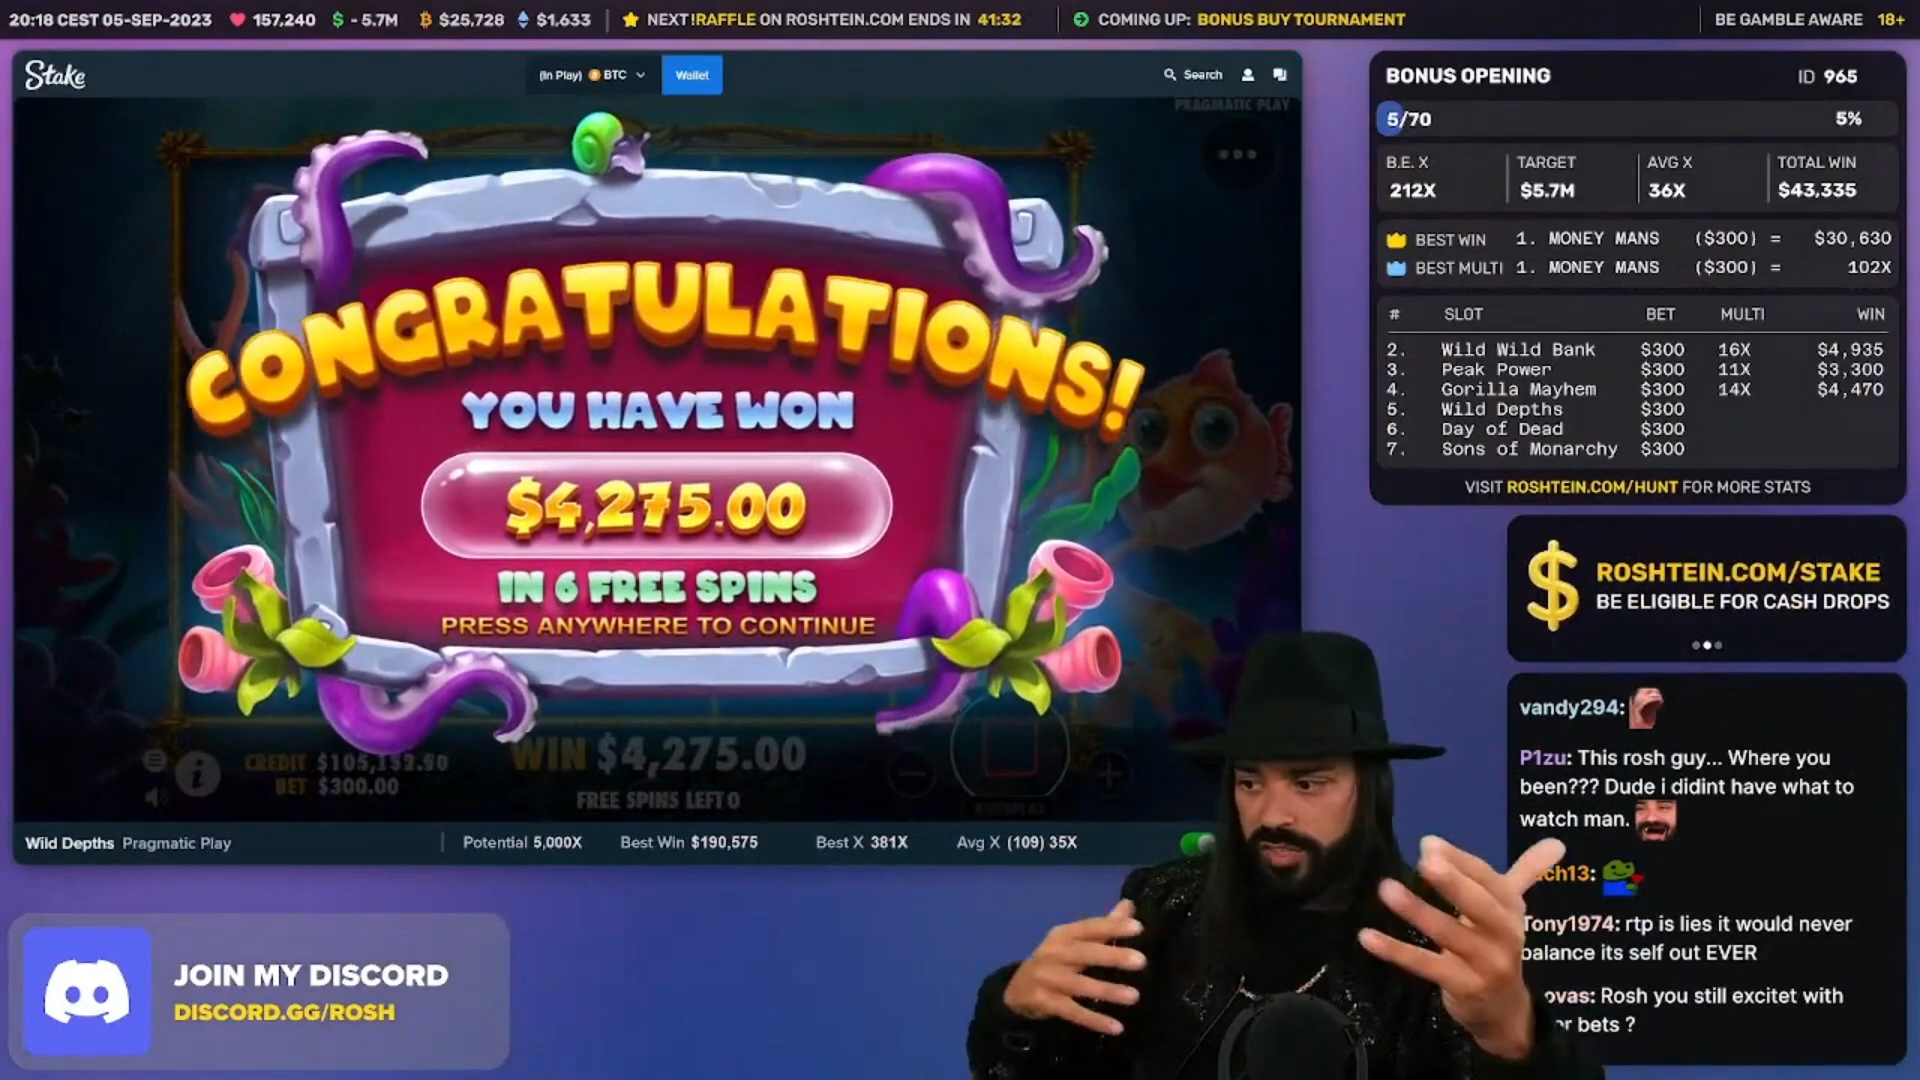 20:18 CEST 05-SEP-2023 157,240 $ - 5.7M $25,728 $1,633 NEXT !RAFFLE ON ROSHTEIN.COM ENDS IN 41:32 COMING UP: BONUS BUY TOURNAMENT BE GAMBLE AWARE 18+
Stake (In Play) BTC Wallet Search
PRAGMATIC PLAY
CONGRATULATIONS!
YOU HAVE WON
$4,275.00
IN 6 FREE SPINS
PRESS ANYWHERE TO CONTINUE
WIN $4,275.00
CREDIT
BET $300.00
FREE SPINS LEFT 0
Wild Depths Pragmatic Play Potential 5,000X Best Win $190,575 Best X 381X Avg X (109) 35X
JOIN MY DISCORD
DISCORD.GG/ROSH
BONUS OPENING ID 965
5/70 5%
B.E. X TARGET AVG X TOTAL WIN
212X $5.7M 36X $43,335
BEST WIN 1. MONEY MANS ($300) = $30,630
BEST MULTI 1. MONEY MANS ($300) = 102X
# SLOT BET MULTI WIN
2. Wild Wild Bank $300 16X $4,935
3. Peak Power $300 11X $3,300
4. Gorilla Mayhem $300 14X $4,470
5. Wild Depths $300
6. Day of Dead $300
7. Sons of Monarchy $300
VISIT ROSHTEIN.COM/HUNT FOR MORE STATS
$ ROSHTEIN.COM/STAKE
BE ELIGIBLE FOR CASH DROPS
vandy294:
P1zu: This rosh guy... Where you
been??? Dude i didint have what to
watch man.
ch13:
Tony1974: rtp is lies it would never
balance its self out EVER
ovas: Rosh you still excitet with
bets ?